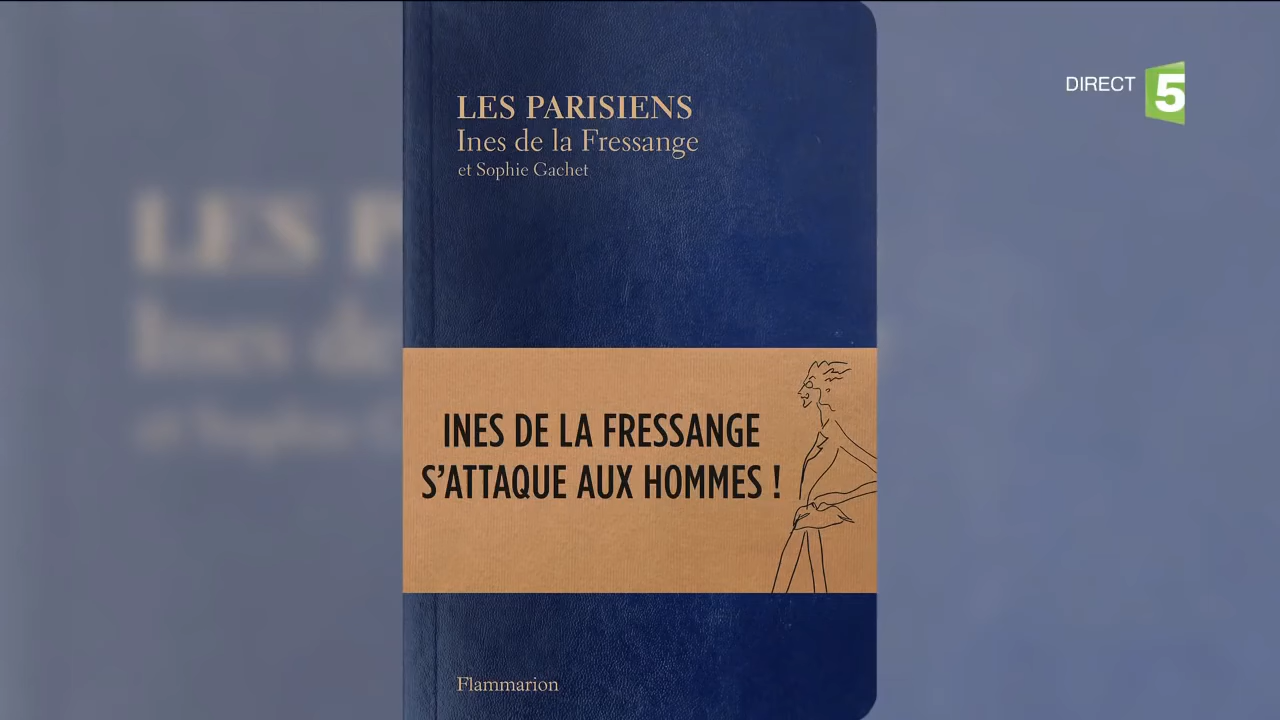 DIRECT 5
LES PARISIENS
Ines de la Fressange
et Sophie Gachet
INES DE LA FRESSANGE
S'ATTAQUE AUX HOMMES !
Flammarion